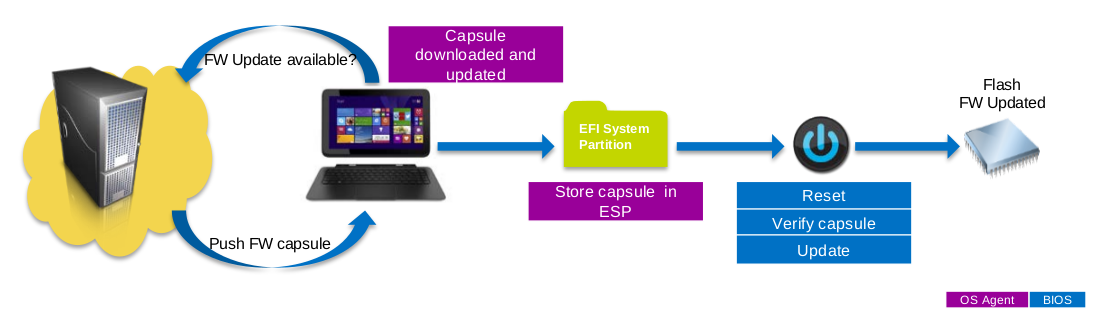 FW Update available?
Capsule
downloaded and
updated
Flash
FW Updated
EFI System
Partition
Store capsule in
ESP
Reset
Verify capsule
Update
Push FW capsule
OS Agent
BIOS